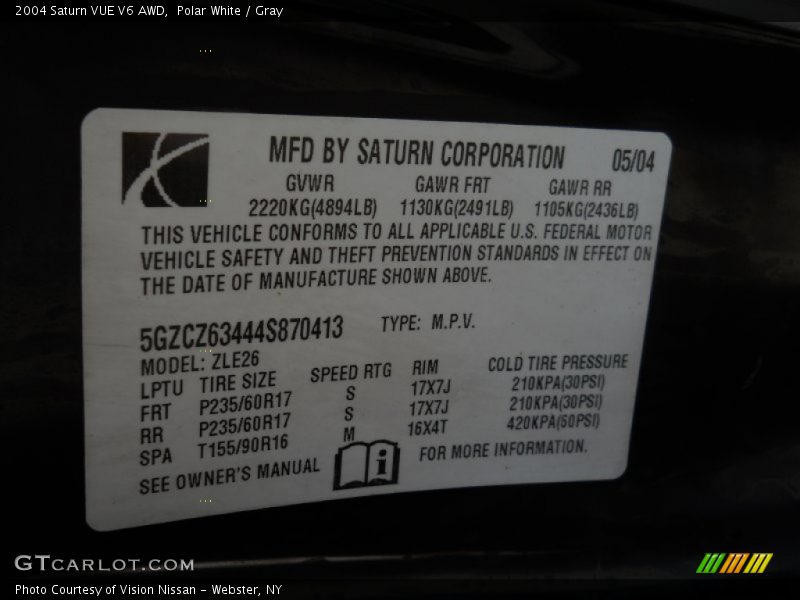 2004 Saturn VUE V6 AWD,  Polar White / Gray
MFD BY SATURN CORPORATION 05/04
GVWR GAWR FRT GAWR RR
2220KG(4894LB) 1130KG(2491LB) 1105KG(2436LB)
THIS VEHICLE CONFORMS TO ALL APPLICABLE U.S. FEDERAL MOTOR
VEHICLE SAFETY AND THEFT PREVENTION STANDARDS IN EFFECT ON
THE DATE OF MANUFACTURE SHOWN ABOVE.
5GZCZ63444S870413 TYPE: M.P.V.
MODEL: ZLE26
LPTU TIRE SIZE SPEED RTG RIM COLD TIRE PRESSURE
FRT P235/60R17 S 17X7J 210KPA(30PSI)
RR P235/60R17 S 17X7J 210KPA(30PSI)
SPA T155/90R16 M 16X4T 420KPA(60PSI)
SEE OWNER'S MANUAL i FOR MORE INFORMATION.
GTCARLOT.COM
Photo Courtesy of Vision Nissan - Webster, NY